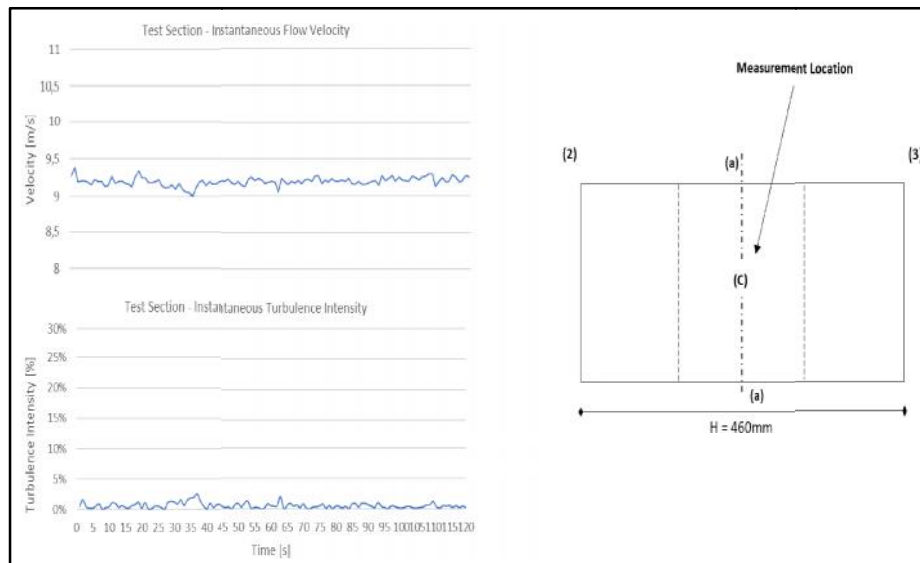 Test Section - Instantaneous Flow Velocity
11
10,5
10
9,5
9
8,5
8
Velocity [m/s]
Test Section - Instantaneous Turbulence Intensity
30%
25%
20%
15%
10%
5%
0%
Turbulence Intensity [%]
0 5 10 15 20 25 30 35 40 45 50 55 60 65 70 75 80 85 90 95 100105110115120
Time [s]
Measurement Location
(2)
(a)
(3)
(C)
(a)
H = 460mm